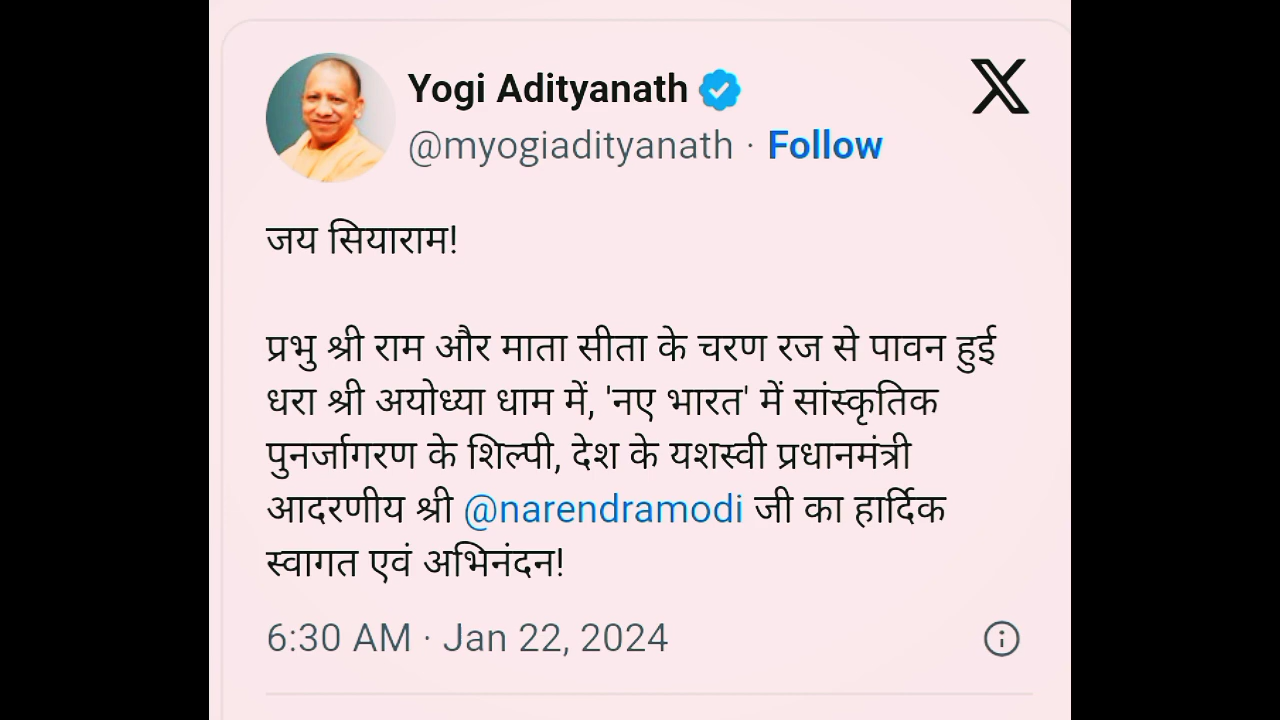 Yogi Adityanath
@myogiadityanath · Follow
जय सियाराम!
प्रभु श्री राम और माता सीता के चरण रज से पावन हुई
धरा श्री अयोध्या धाम में, 'नए भारत' में सांस्कृतिक
पुनर्जागरण के शिल्पी, देश के यशस्वी प्रधानमंत्री
आदरणीय श्री @narendramodi जी का हार्दिक
स्वागत एवं अभिनंदन!
6:30 AM · Jan 22, 2024